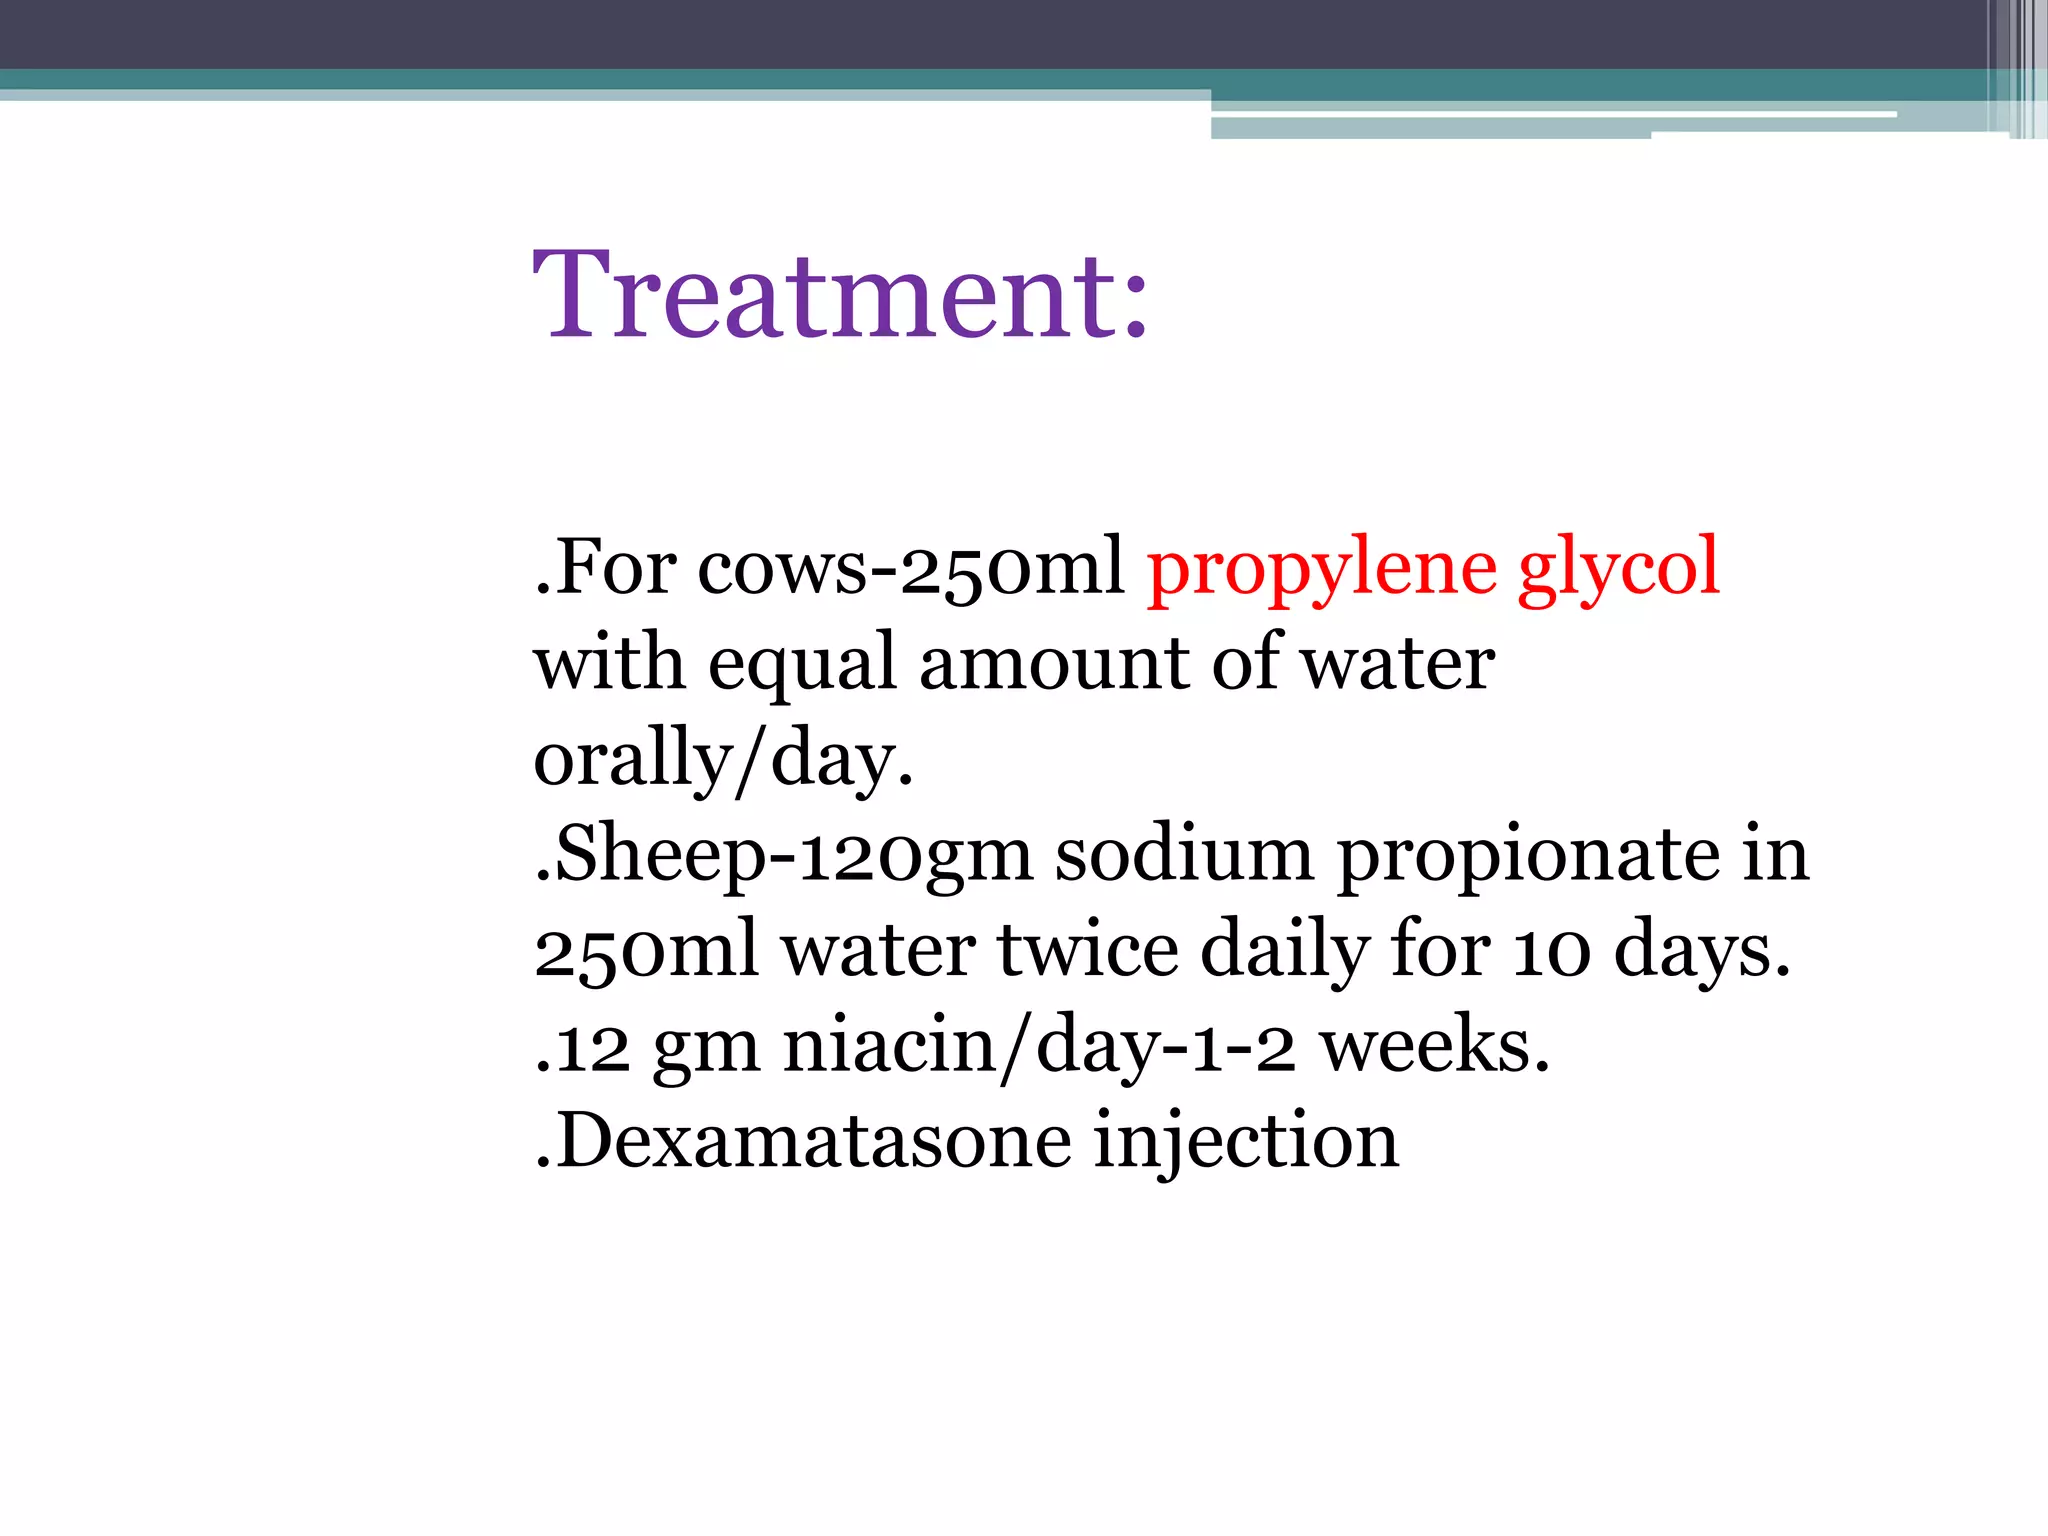 Treatment:
.For cows-250ml propylene glycol
with equal amount of water
orally/day.
.Sheep-120gm sodium propionate in
250ml water twice daily for 10 days.
.12 gm niacin/day-1-2 weeks.
.Dexamatasone injection